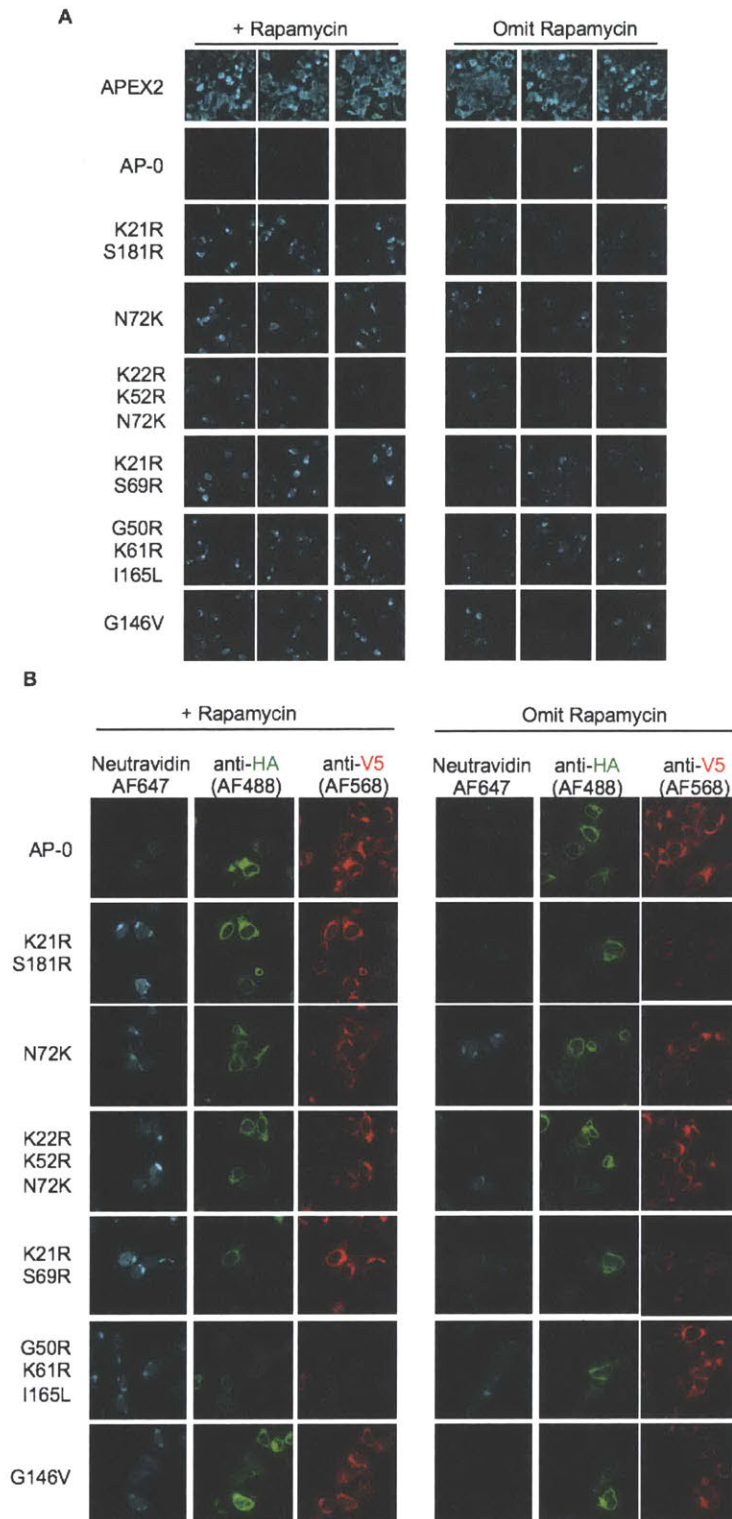 A
+ Rapamycin
Omit Rapamycin
APEX2
AP-0
K21R
S181R
N72K
K22R
K52R
N72K
K21R
S69R
G50R
K61R
I165L
G146V
B
+ Rapamycin
Omit Rapamycin
Neutravidin anti-HA anti-V5
AF647 (AF488) (AF568)
Neutravidin anti-HA anti-V5
AF647 (AF488) (AF568)
AP-0
K21R
S181R
N72K
K22R
K52R
N72K
K21R
S69R
G50R
K61R
I165L
G146V